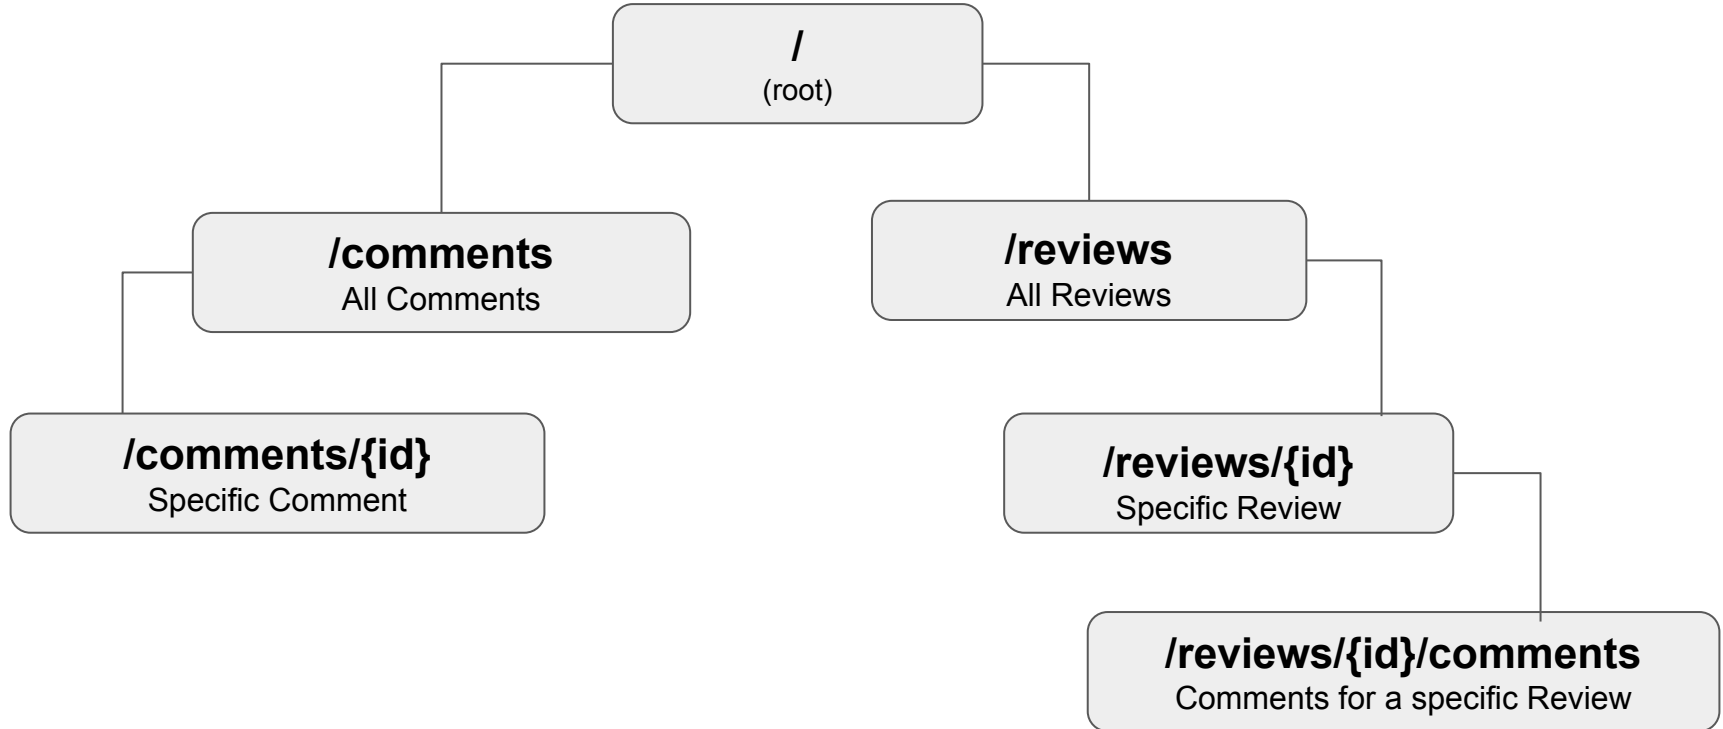 /
(root)
/comments
All Comments
/reviews
All Reviews
/comments/{id}
Specific Comment
/reviews/{id}
Specific Review
/reviews/{id}/comments
Comments for a specific Review